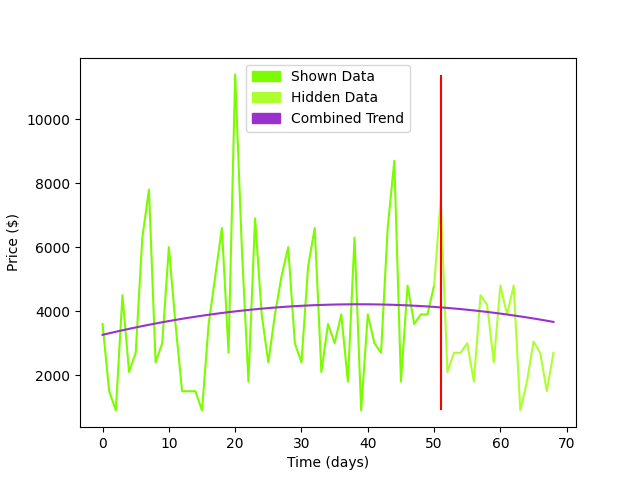 Shown Data
Hidden Data
Combined Trend
Price ($)
10000
8000
6000
4000
2000
0 10 20 30 40 50 60 70
Time (days)